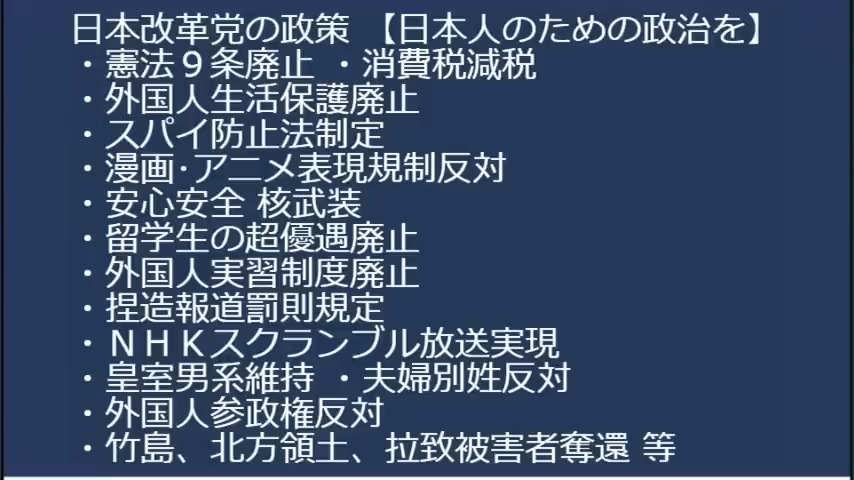 日本改革党の政策 【日本人のための政治を】
・憲法９条廃止 ・消費税減税
・外国人生活保護廃止
・スパイ防止法制定
・漫画･アニメ表現規制反対
・安心安全 核武装
・留学生の超優遇廃止
・外国人実習制度廃止
・捏造報道罰則規定
・ＮＨＫスクランブル放送実現
・皇室男系維持 ・夫婦別姓反対
・外国人参政権反対
・竹島、北方領土、拉致被害者奪還 等